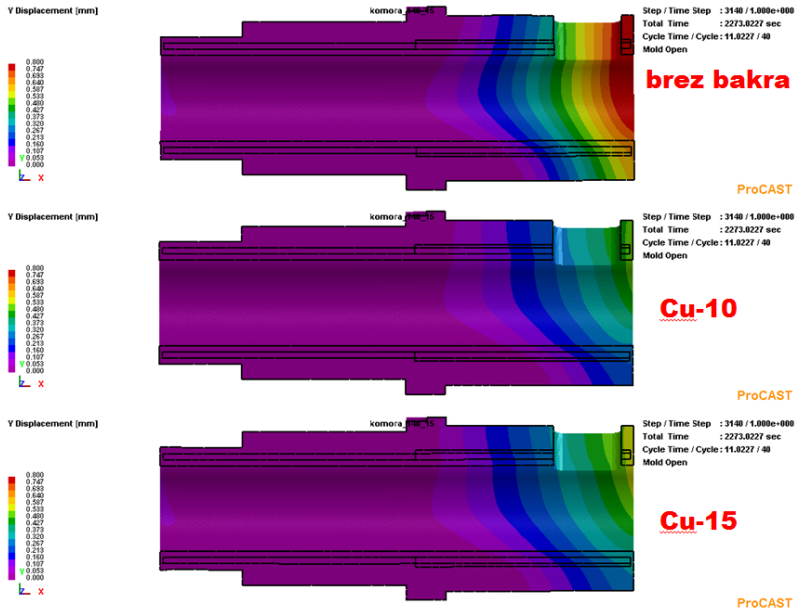 Y Displacement [mm]
komora_140_15
Step / Time Step : 3140 / 1.000e+000
Total Time : 2273.0227 sec
Cycle Time / Cycle: 11.0227 / 40
Mold Open
0.800
0.747
0.693
0.640
0.587
0.533
0.480
0.427
0.373
0.320
0.267
0.213
0.160
0.107
0.053
0.000
Y
Z X
brez bakra
ProCAST
Y Displacement [mm]
komora_140_15
Step / Time Step : 3140 / 1.000e+000
Total Time : 2273.0227 sec
Cycle Time / Cycle: 11.0227 / 40
Mold Open
0.800
0.747
0.693
0.640
0.587
0.533
0.480
0.427
0.373
0.320
0.267
0.213
0.160
0.107
0.053
0.000
Y
Z X
Cu-10
ProCAST
Y Displacement [mm]
komora_140_15
Step / Time Step : 3140 / 1.000e+000
Total Time : 2273.0227 sec
Cycle Time / Cycle: 11.0227 / 40
Mold Open
0.800
0.747
0.693
0.640
0.587
0.533
0.480
0.427
0.373
0.320
0.267
0.213
0.160
0.107
0.053
0.000
Y
Z X
Cu-15
ProCAST